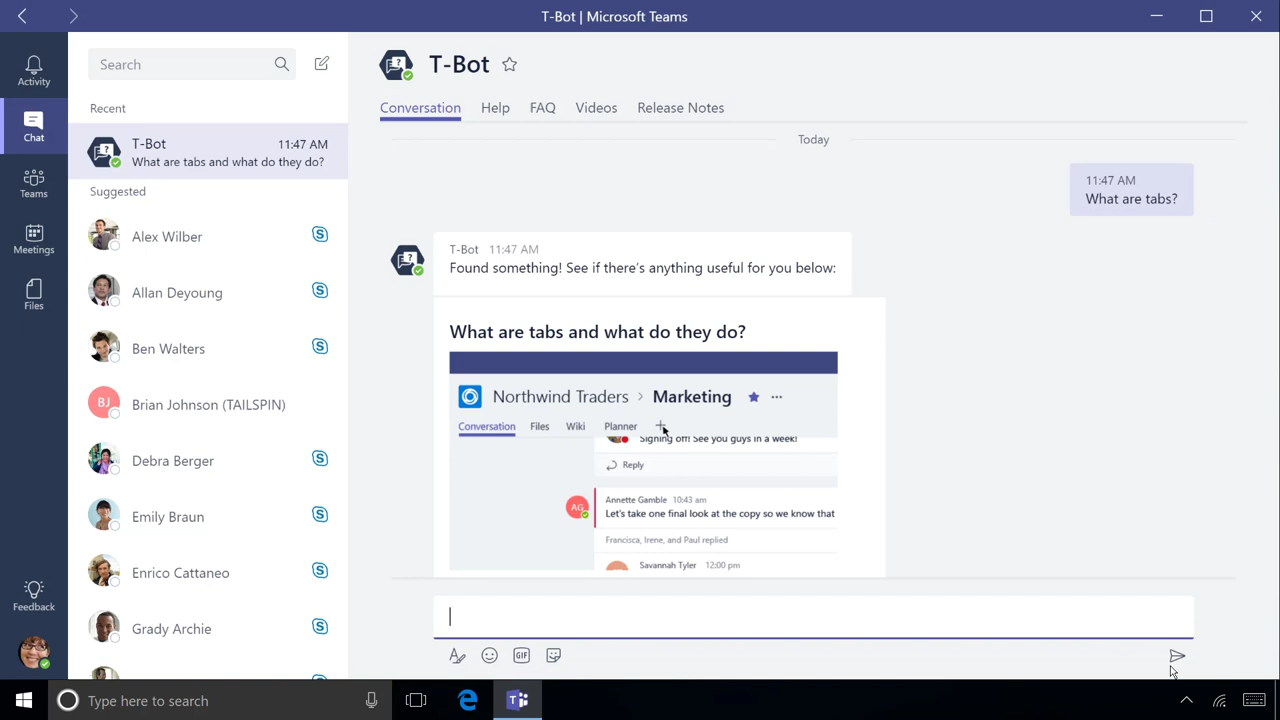 T-Bot | Microsoft Teams
Activity
Chat
Teams
Meetings
Files
Feedback
Search
Recent
T-Bot 11:47 AM
What are tabs and what do they do?
Suggested
Alex Wilber
Allan Deyoung
Ben Walters
BJ Brian Johnson (TAILSPIN)
Debra Berger
Emily Braun
Enrico Cattaneo
Grady Archie
T-Bot
Conversation Help FAQ Videos Release Notes
Today
11:47 AM
What are tabs?
T-Bot 11:47 AM
Found something! See if there's anything useful for you below:
What are tabs and what do they do?
Northwind Traders > Marketing
Conversation Files Wiki Planner
Signing off! See you guys in a week!
Reply
AG Annette Gamble 10:43 am
Let's take one final look at the copy so we know that
Francisca, Irene, and Paul replied
Savannah Tyler 12:00 pm
GIF
Type here to search